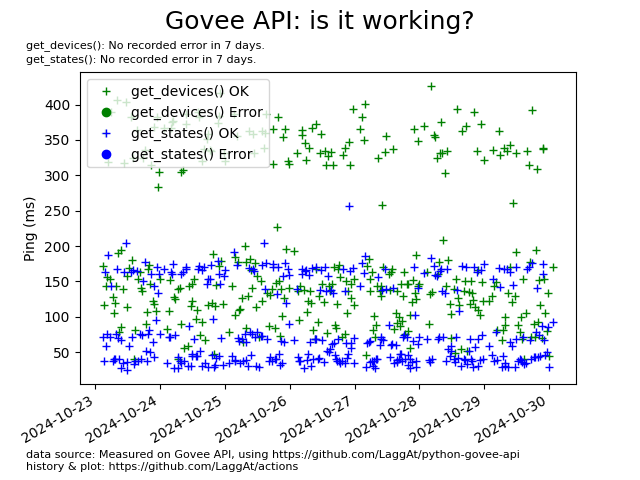 Govee API: is it working?
get_devices(): No recorded error in 7 days.
get_states(): No recorded error in 7 days.
get_devices() OK
get_devices() Error
get_states() OK
get_states() Error
Ping (ms)
400
350
300
250
200
150
100
50
2024-10-23
2024-10-24
2024-10-25
2024-10-26
2024-10-27
2024-10-28
2024-10-29
2024-10-30
data source: Measured on Govee API, using https://github.com/LaggAt/python-govee-api
history & plot: https://github.com/LaggAt/actions